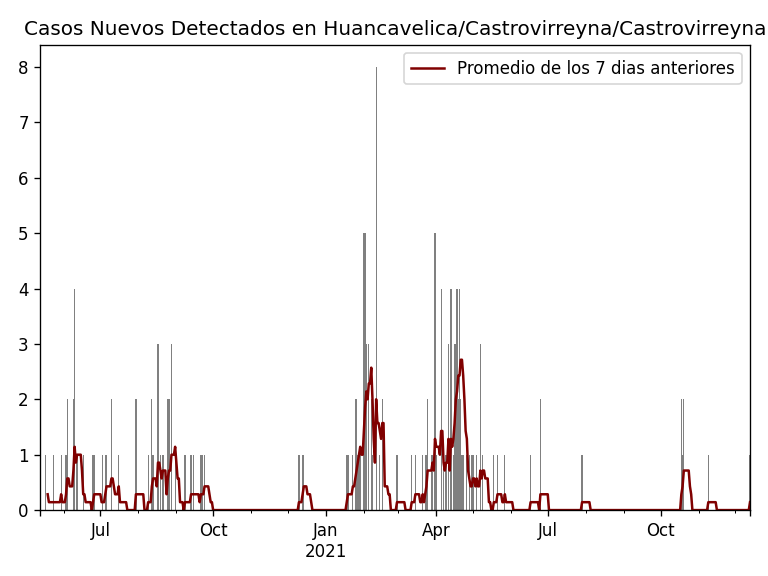 Casos Nuevos Detectados en Huancavelica/Castrovirreyna/Castrovirreyna
Promedio de los 7 dias anteriores
8
7
6
5
4
3
2
1
0
Jul
Oct
Jan
2021
Apr
Jul
Oct